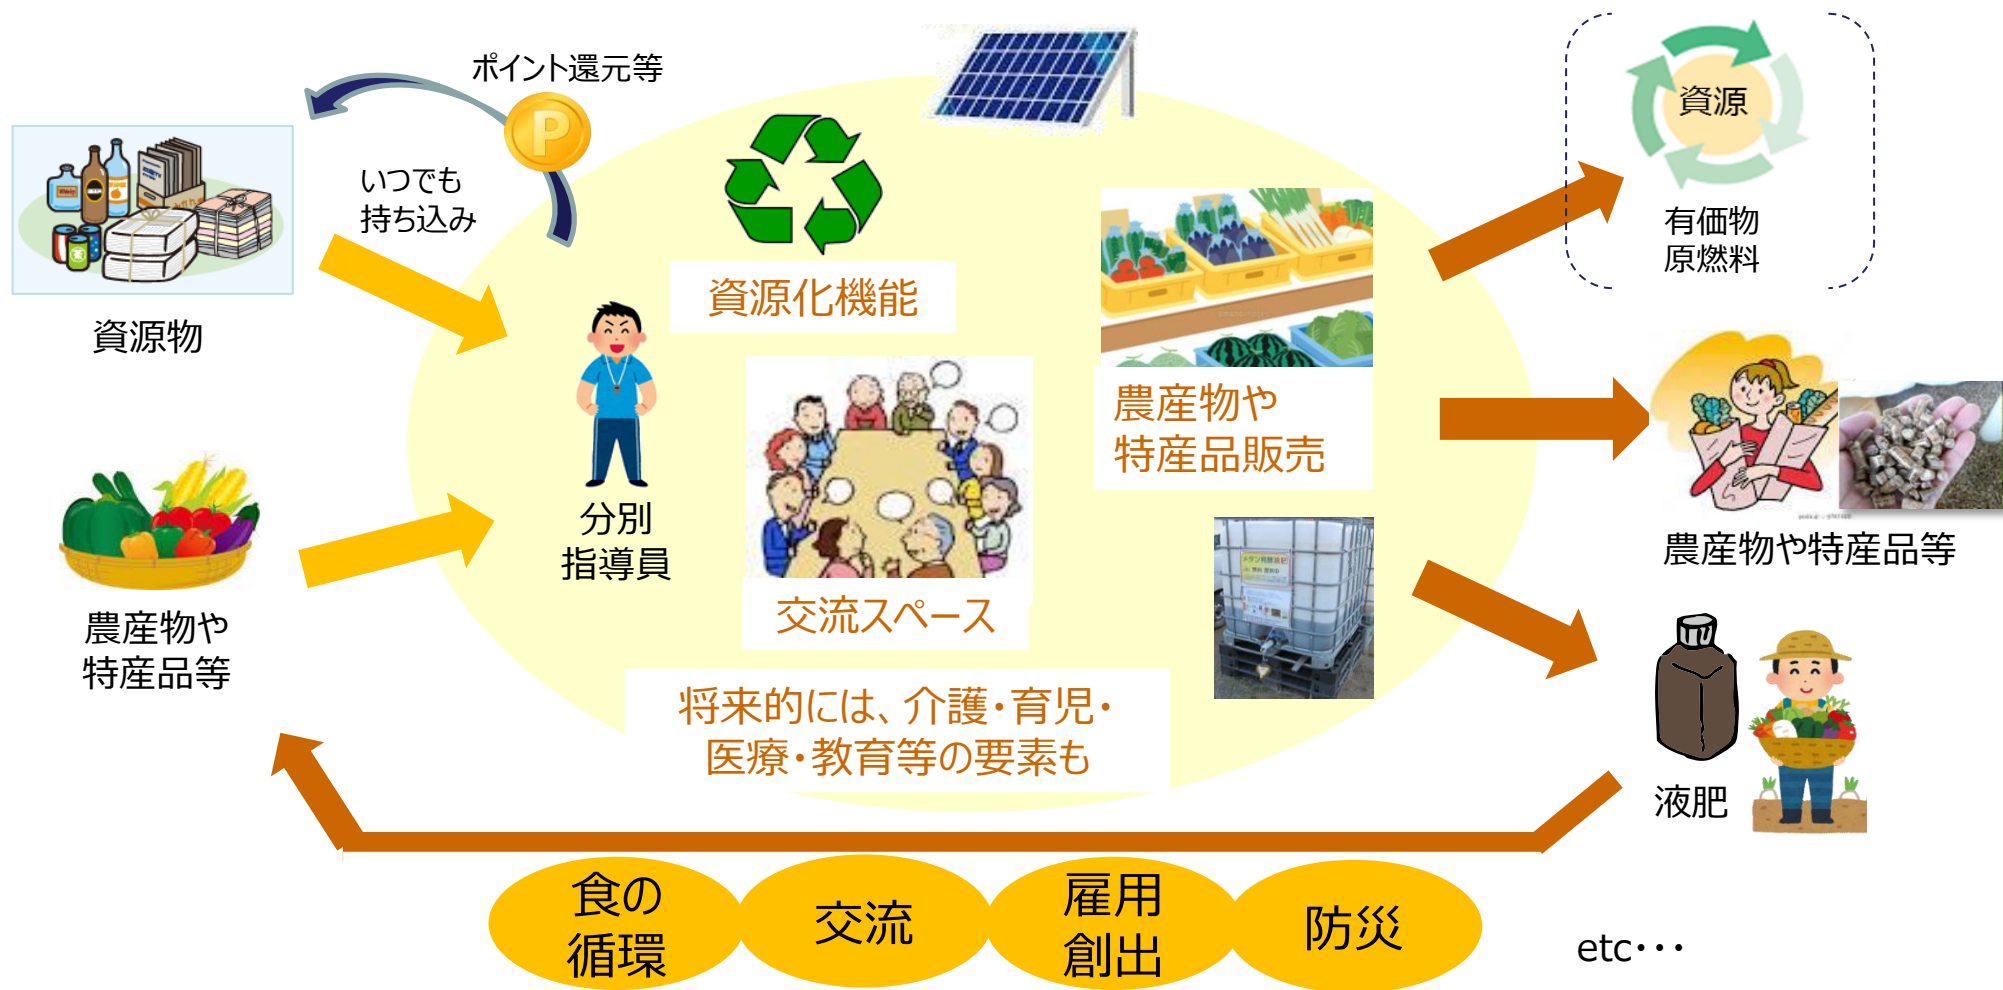 ポイント還元等
P
いつでも
持ち込み
資源物
農産物や
特産品等
分別
指導員
資源化機能
交流スペース
将来的には、介護・育児・
医療・教育等の要素も
農産物や
特産品販売
資源
有価物
原燃料
農産物や特産品等
液肥
食の
循環
交流
雇用
創出
防災
etc・・・